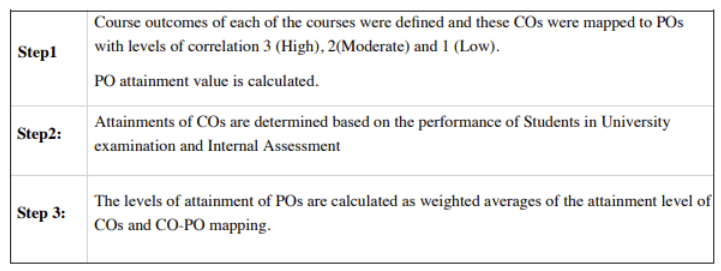 Step1
Course outcomes of each of the courses were defined and these COs were mapped to POs
with levels of correlation 3 (High), 2(Moderate) and 1 (Low).
PO attainment value is calculated.
Step2:
Attainments of COs are determined based on the performance of Students in University
examination and Internal Assessment
Step 3:
The levels of attainment of POs are calculated as weighted averages of the attainment level of
COs and CO-PO mapping.